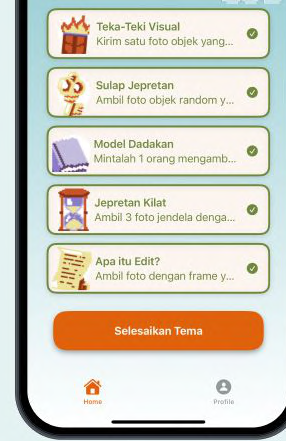 Teka-Teki Visual
Kirim satu foto objek yang...
Sulap Jepretan
Ambil foto objek random y...
Model Dadakan
Mintalah 1 orang mengamb...
Jepretan Kilat
Ambil 3 foto jendela denga...
Apa itu Edit?
Ambil foto dengan frame y...
Selesaikan Tema
Home
Profile